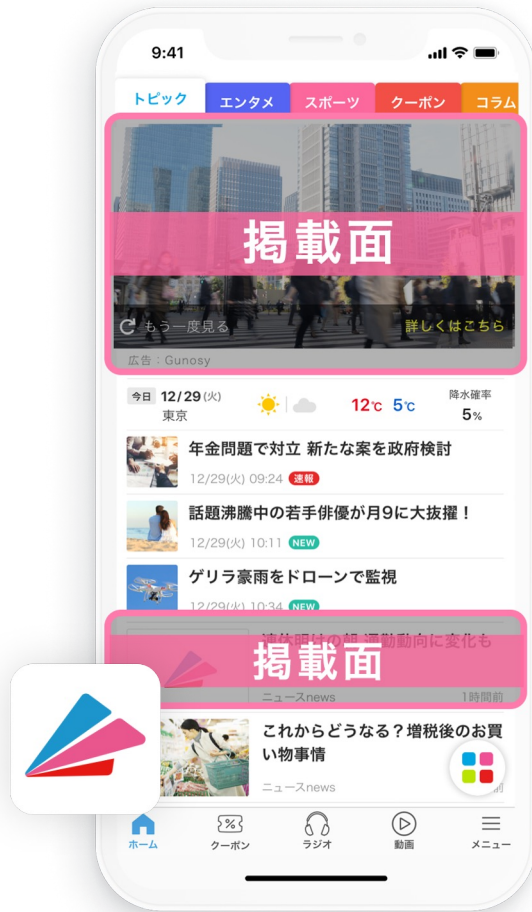 9:41
トピック
エンタメ
スポーツ
クーポン
コラム
掲載面
もう一度見る
詳しくはこちら
広告:Gunosy
今日 12/29(火)
東京
12℃ 5℃
降水確率
5%
年金問題で対立 新たな案を政府検討
12/29(火) 09:24 速報
話題沸騰中の若手俳優が月9に大抜擢!
12/29(火) 10:11 NEW
ゲリラ豪雨をドローンで監視
12/29(火) 10:34 NEW
連休明けの朝 通勤動向に変化も
掲載面
ニュースnews
1時間前
これからどうなる?増税後のお買
い物事情
ニュースnews
前
ホーム
クーポン
ラジオ
動画
メニュー